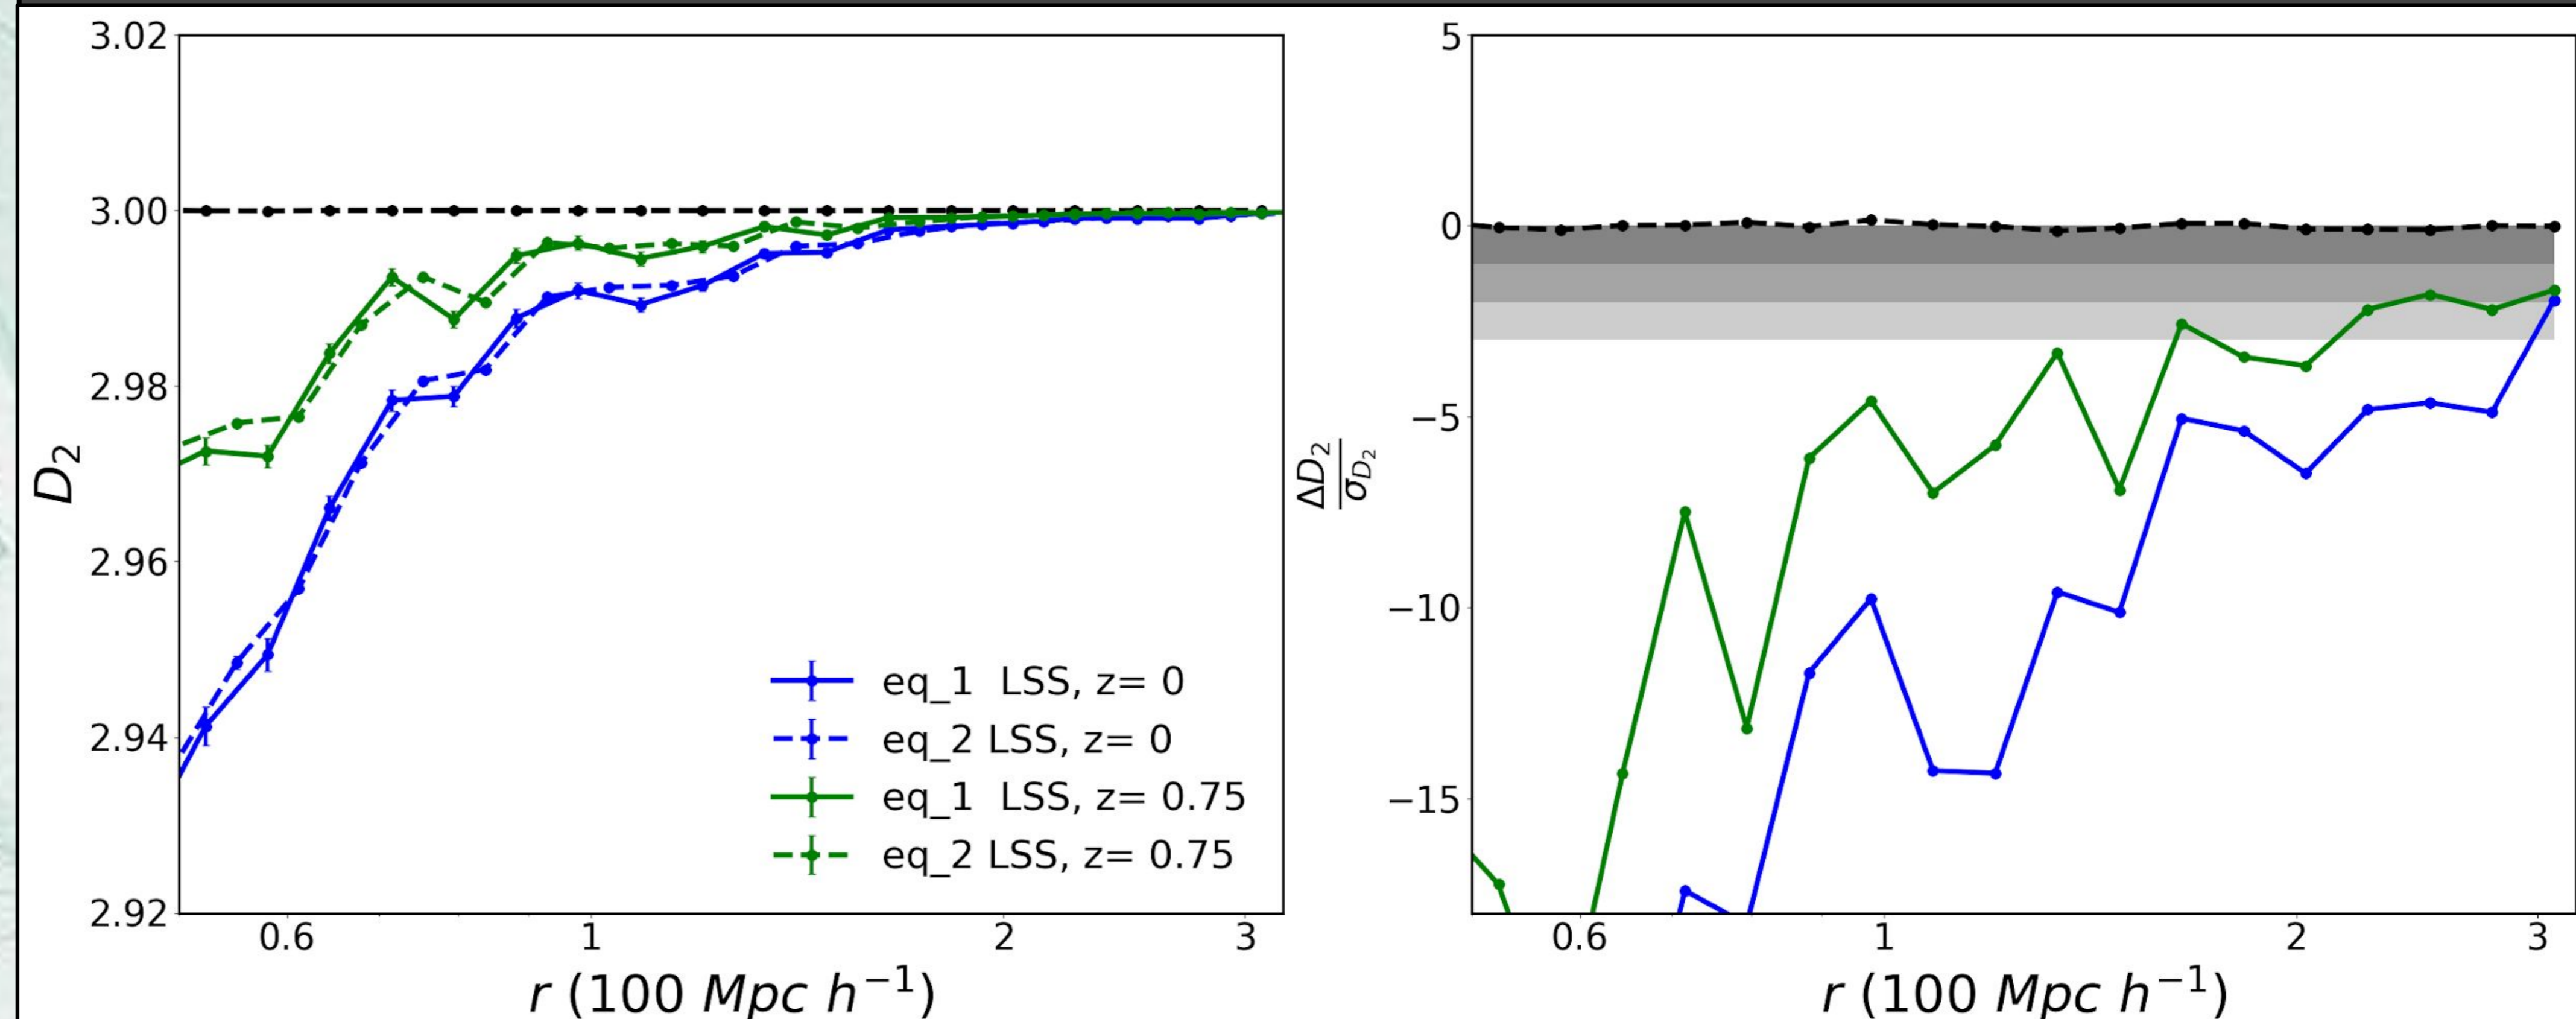 3.02
3.00
2.98
2.96
2.94
2.92
D₂
0.6 1 2 3
r (100 Mpc h⁻¹)
eq_1 LSS, z= 0
eq_2 LSS, z= 0
eq_1 LSS, z= 0.75
eq_2 LSS, z= 0.75
5
0
−5
−10
−15
ΔD₂
σ_D₂
0.6 1 2 3
r (100 Mpc h⁻¹)